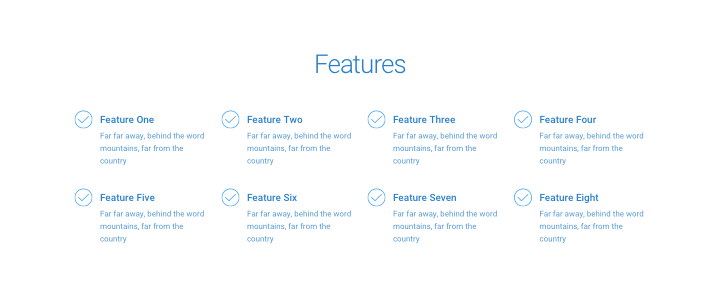 Features
Feature One
Far far away, behind the word
mountains, far from the
country
Feature Two
Far far away, behind the word
mountains, far from the
country
Feature Three
Far far away, behind the word
mountains, far from the
country
Feature Four
Far far away, behind the word
mountains, far from the
country
Feature Five
Far far away, behind the word
mountains, far from the
country
Feature Six
Far far away, behind the word
mountains, far from the
country
Feature Seven
Far far away, behind the word
mountains, far from the
country
Feature Eight
Far far away, behind the word
mountains, far from the
country